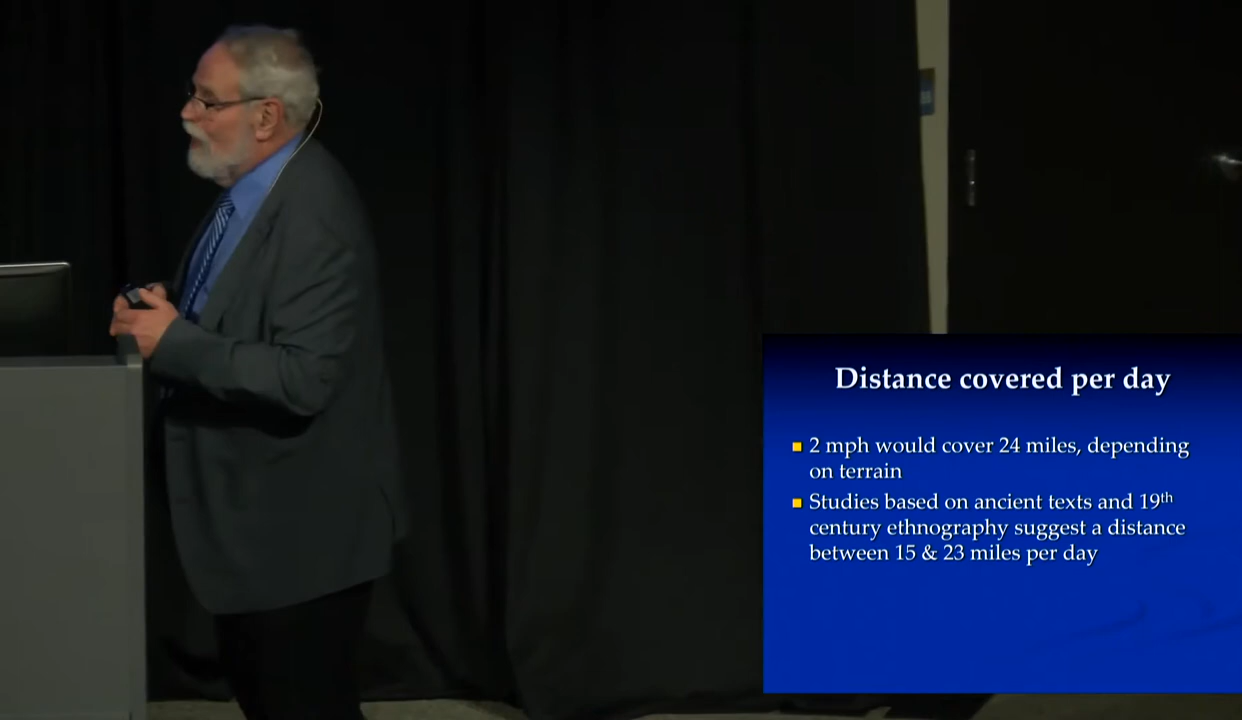 Distance covered per day
2 mph would cover 24 miles, depending
on terrain
Studies based on ancient texts and 19th
century ethnography suggest a distance
between 15 & 23 miles per day